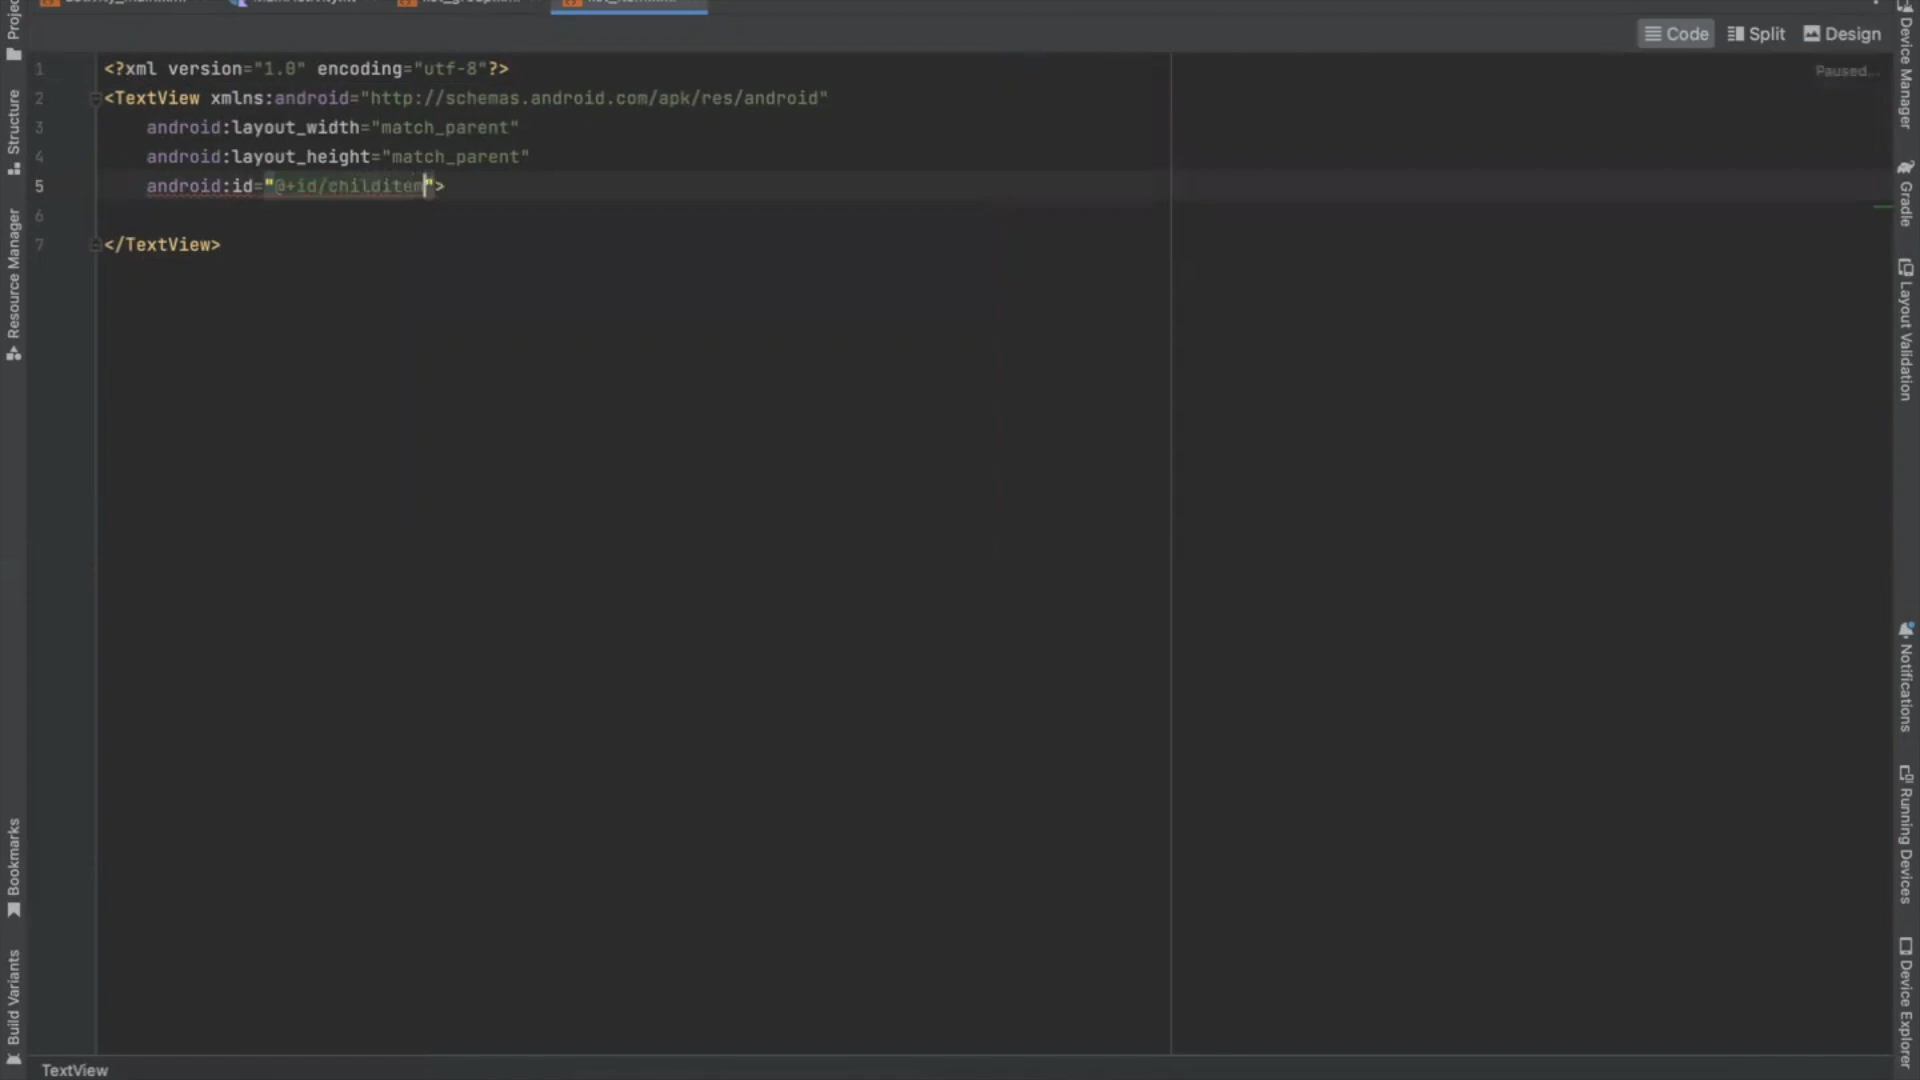 Code
Split
Design
Paused...
1 <?xml version="1.0" encoding="utf-8"?>
2 <TextView xmlns:android="http://schemas.android.com/apk/res/android"
3 android:layout_width="match_parent"
4 android:layout_height="match_parent"
5 android:id="@+id/childitem">
6
7 </TextView>
Structure
Resource Manager
Bookmarks
Build Variants
Device Manager
Gradle
Layout Validation
Notifications
Running Devices
Device Explorer
TextView